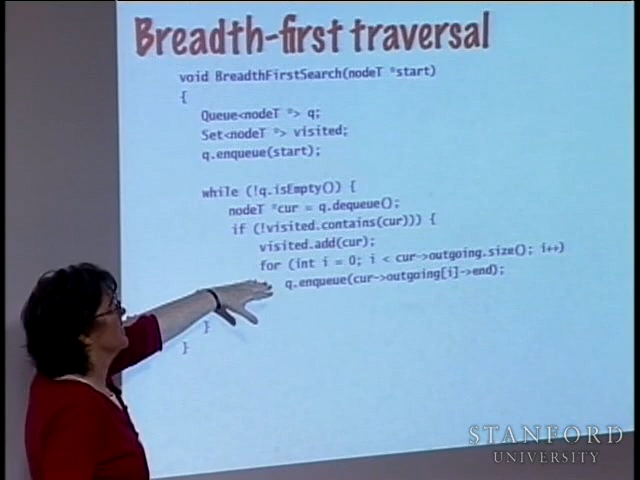 Breadth-first traversal
void BreadthFirstSearch(nodeT *start)
{
Queue<nodeT *> q;
Set<nodeT *> visited;
q.enqueue(start);
while (!q.isEmpty()) {
nodeT *cur = q.dequeue();
if (!visited.contains(cur))) {
visited.add(cur);
for (int i = 0; i < cur->outgoing.size(); i++)
q.enqueue(cur->outgoing[i]->end);
}
}
STANFORD
UNIVERSITY